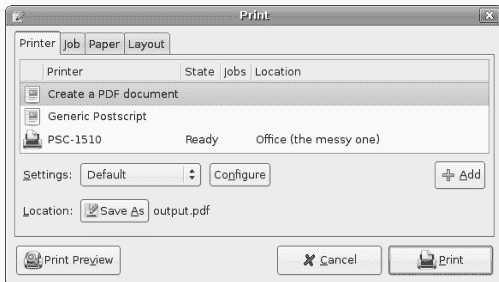 Print
Printer Job Paper Layout
Printer State Jobs Location
Create a PDF document
Generic Postscript
PSC-1510 Ready Office (the messy one)
Settings: Default Configure Add
Location: Save As output.pdf
Print Preview Cancel Print